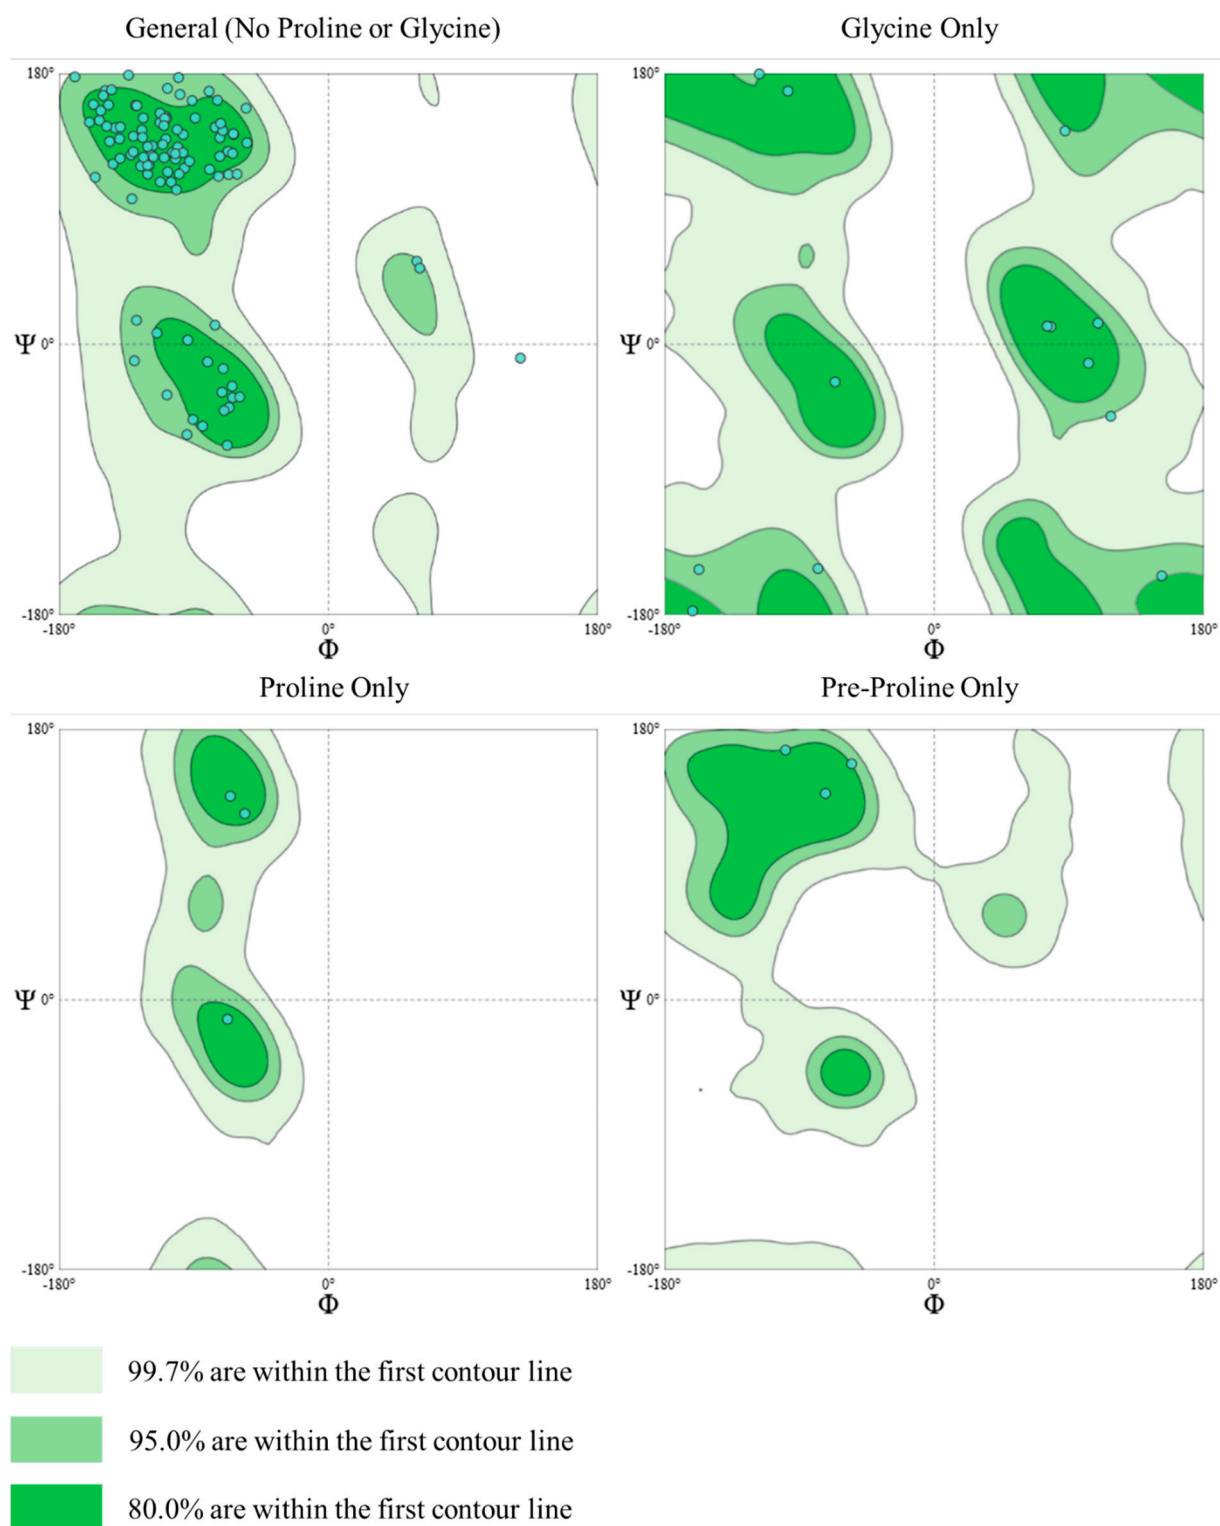 General (No Proline or Glycine)
Glycine Only
180°
Ψ 0°
-180°
-180° 0° 180°
Φ
180°
Ψ 0°
-180°
-180° 0° 180°
Φ
Proline Only
Pre-Proline Only
180°
Ψ 0°
-180°
-180° 0° 180°
Φ
180°
Ψ 0°
-180°
-180° 0° 180°
Φ
99.7% are within the first contour line
95.0% are within the first contour line
80.0% are within the first contour line